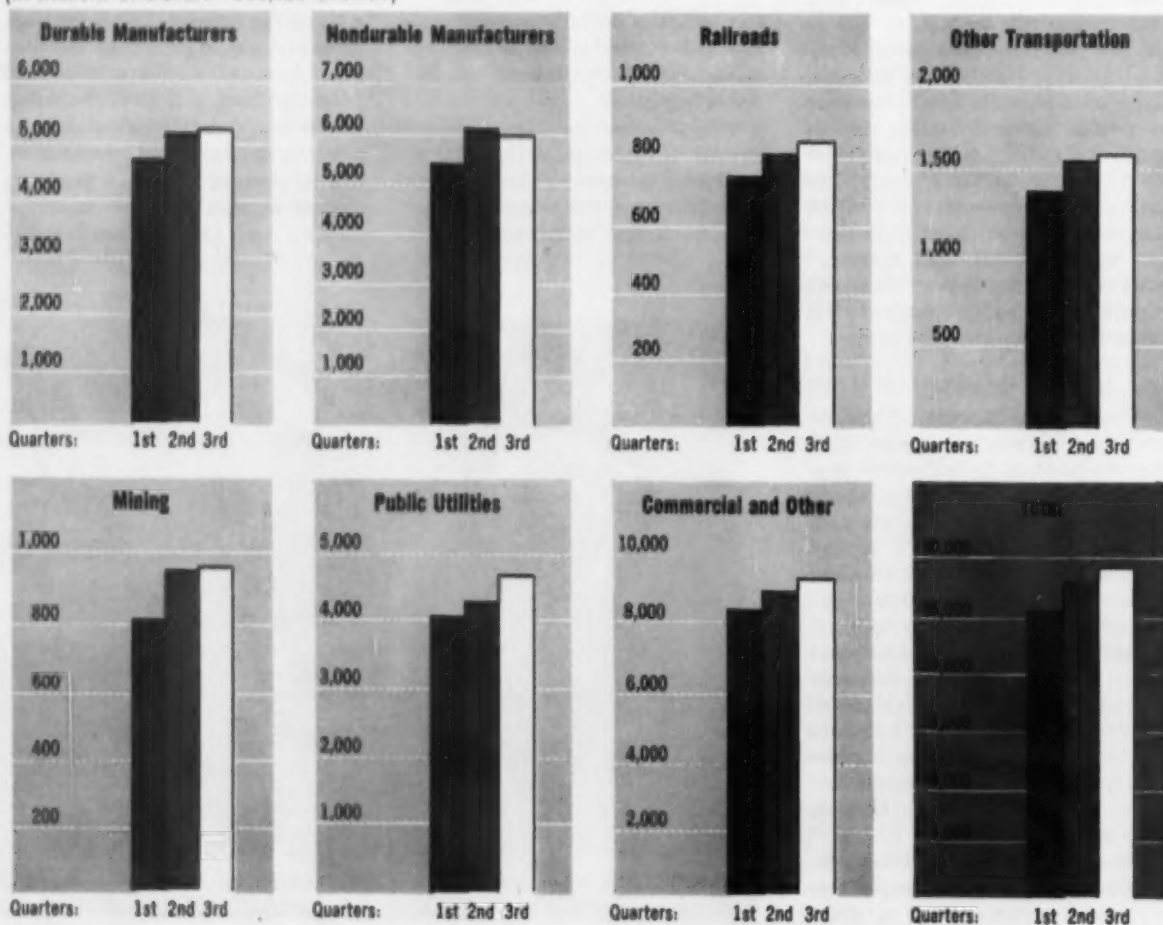 Durable Manufacturers
6,000
5,000
4,000
3,000
2,000
1,000
Quarters: 1st 2nd 3rd
Nondurable Manufacturers
7,000
6,000
5,000
4,000
3,000
2,000
1,000
Quarters: 1st 2nd 3rd
Railroads
1,000
800
600
400
200
Quarters: 1st 2nd 3rd
Other Transportation
2,000
1,500
1,000
500
Quarters: 1st 2nd 3rd
Mining
1,000
800
600
400
200
Quarters: 1st 2nd 3rd
Public Utilities
5,000
4,000
3,000
2,000
1,000
Quarters: 1st 2nd 3rd
Commercial and Other
10,000
8,000
6,000
4,000
2,000
Quarters: 1st 2nd 3rd
Total
Quarters: 1st 2nd 3rd